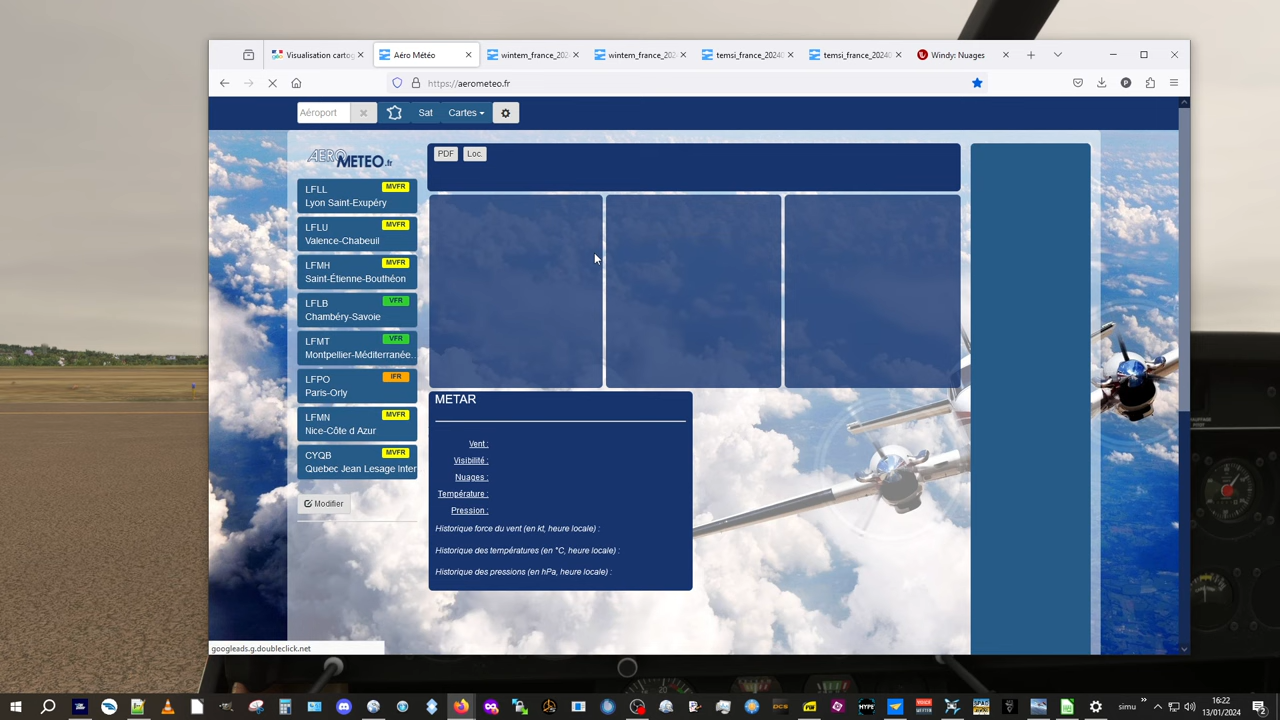 Visualisation cartog
Aéro Météo
wintem_france_202
wintem_france_202
temsi_france_20240
temsi_france_20240
Windy: Nuages
https://aerometeo.fr
Aéroport
Sat
Cartes
AERO METEO.fr
PDF
Loc.
LFLL
MVFR
Lyon Saint-Exupéry
LFLU
MVFR
Valence-Chabeuil
LFMH
MVFR
Saint-Étienne-Bouthéon
LFLB
VFR
Chambéry-Savoie
LFMT
VFR
Montpellier-Méditerranée...
LFPO
IFR
Paris-Orly
LFMN
MVFR
Nice-Côte d Azur
CYQB
MVFR
Quebec Jean Lesage Inter
Modifier
METAR
Vent :
Visibilité :
Nuages :
Température :
Pression :
Historique force du vent (en kt, heure locale) :
Historique des températures (en °C, heure locale) :
Historique des pressions (en hPa, heure locale) :
googleads.g.doubleclick.net
simu
16:22
13/01/2024